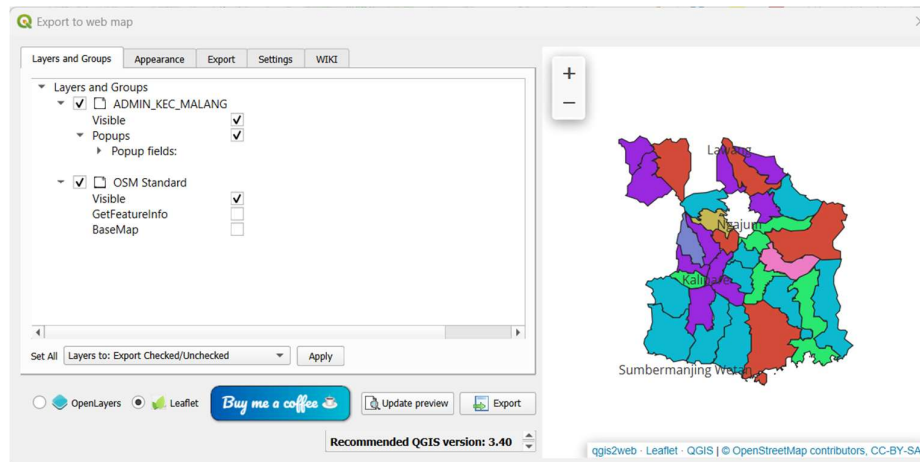 Export to web map
Layers and Groups Appearance Export Settings WIKI
Layers and Groups
ADMIN_KEC_MALANG
Visible
Popups
Popup fields:
OSM Standard
Visible
GetFeatureInfo
BaseMap
Set All Layers to: Export Checked/Unchecked Apply
OpenLayers Leaflet Buy me a coffee Update preview Export
Recommended QGIS version: 3.40
+
−
Lawang
Ngajum
Sumbermanjing Wetan
qgis2web · Leaflet · QGIS | © OpenStreetMap contributors, CC-BY-SA